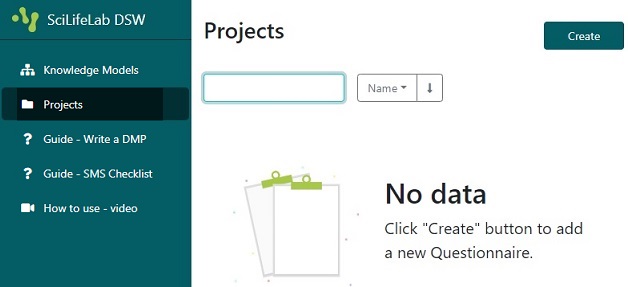 SciLifeLab DSW
Knowledge Models
Projects
Guide - Write a DMP
Guide - SMS Checklist
How to use - video
Projects
Create
Name
No data
Click "Create" button to add
a new Questionnaire.